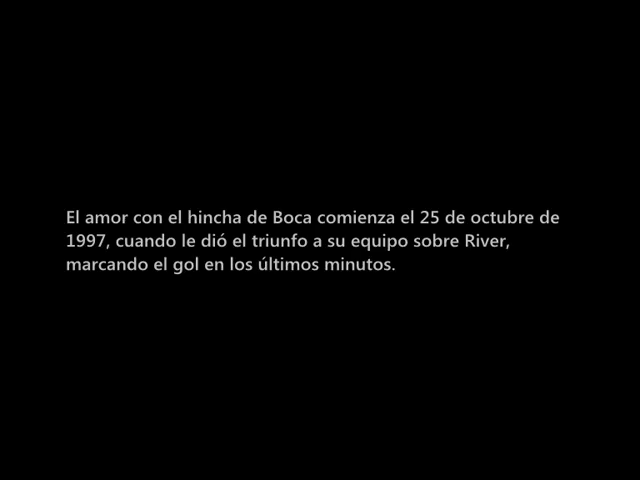 El amor con el hincha de Boca comienza el 25 de octubre de
1997, cuando le dió el triunfo a su equipo sobre River,
marcando el gol en los últimos minutos.